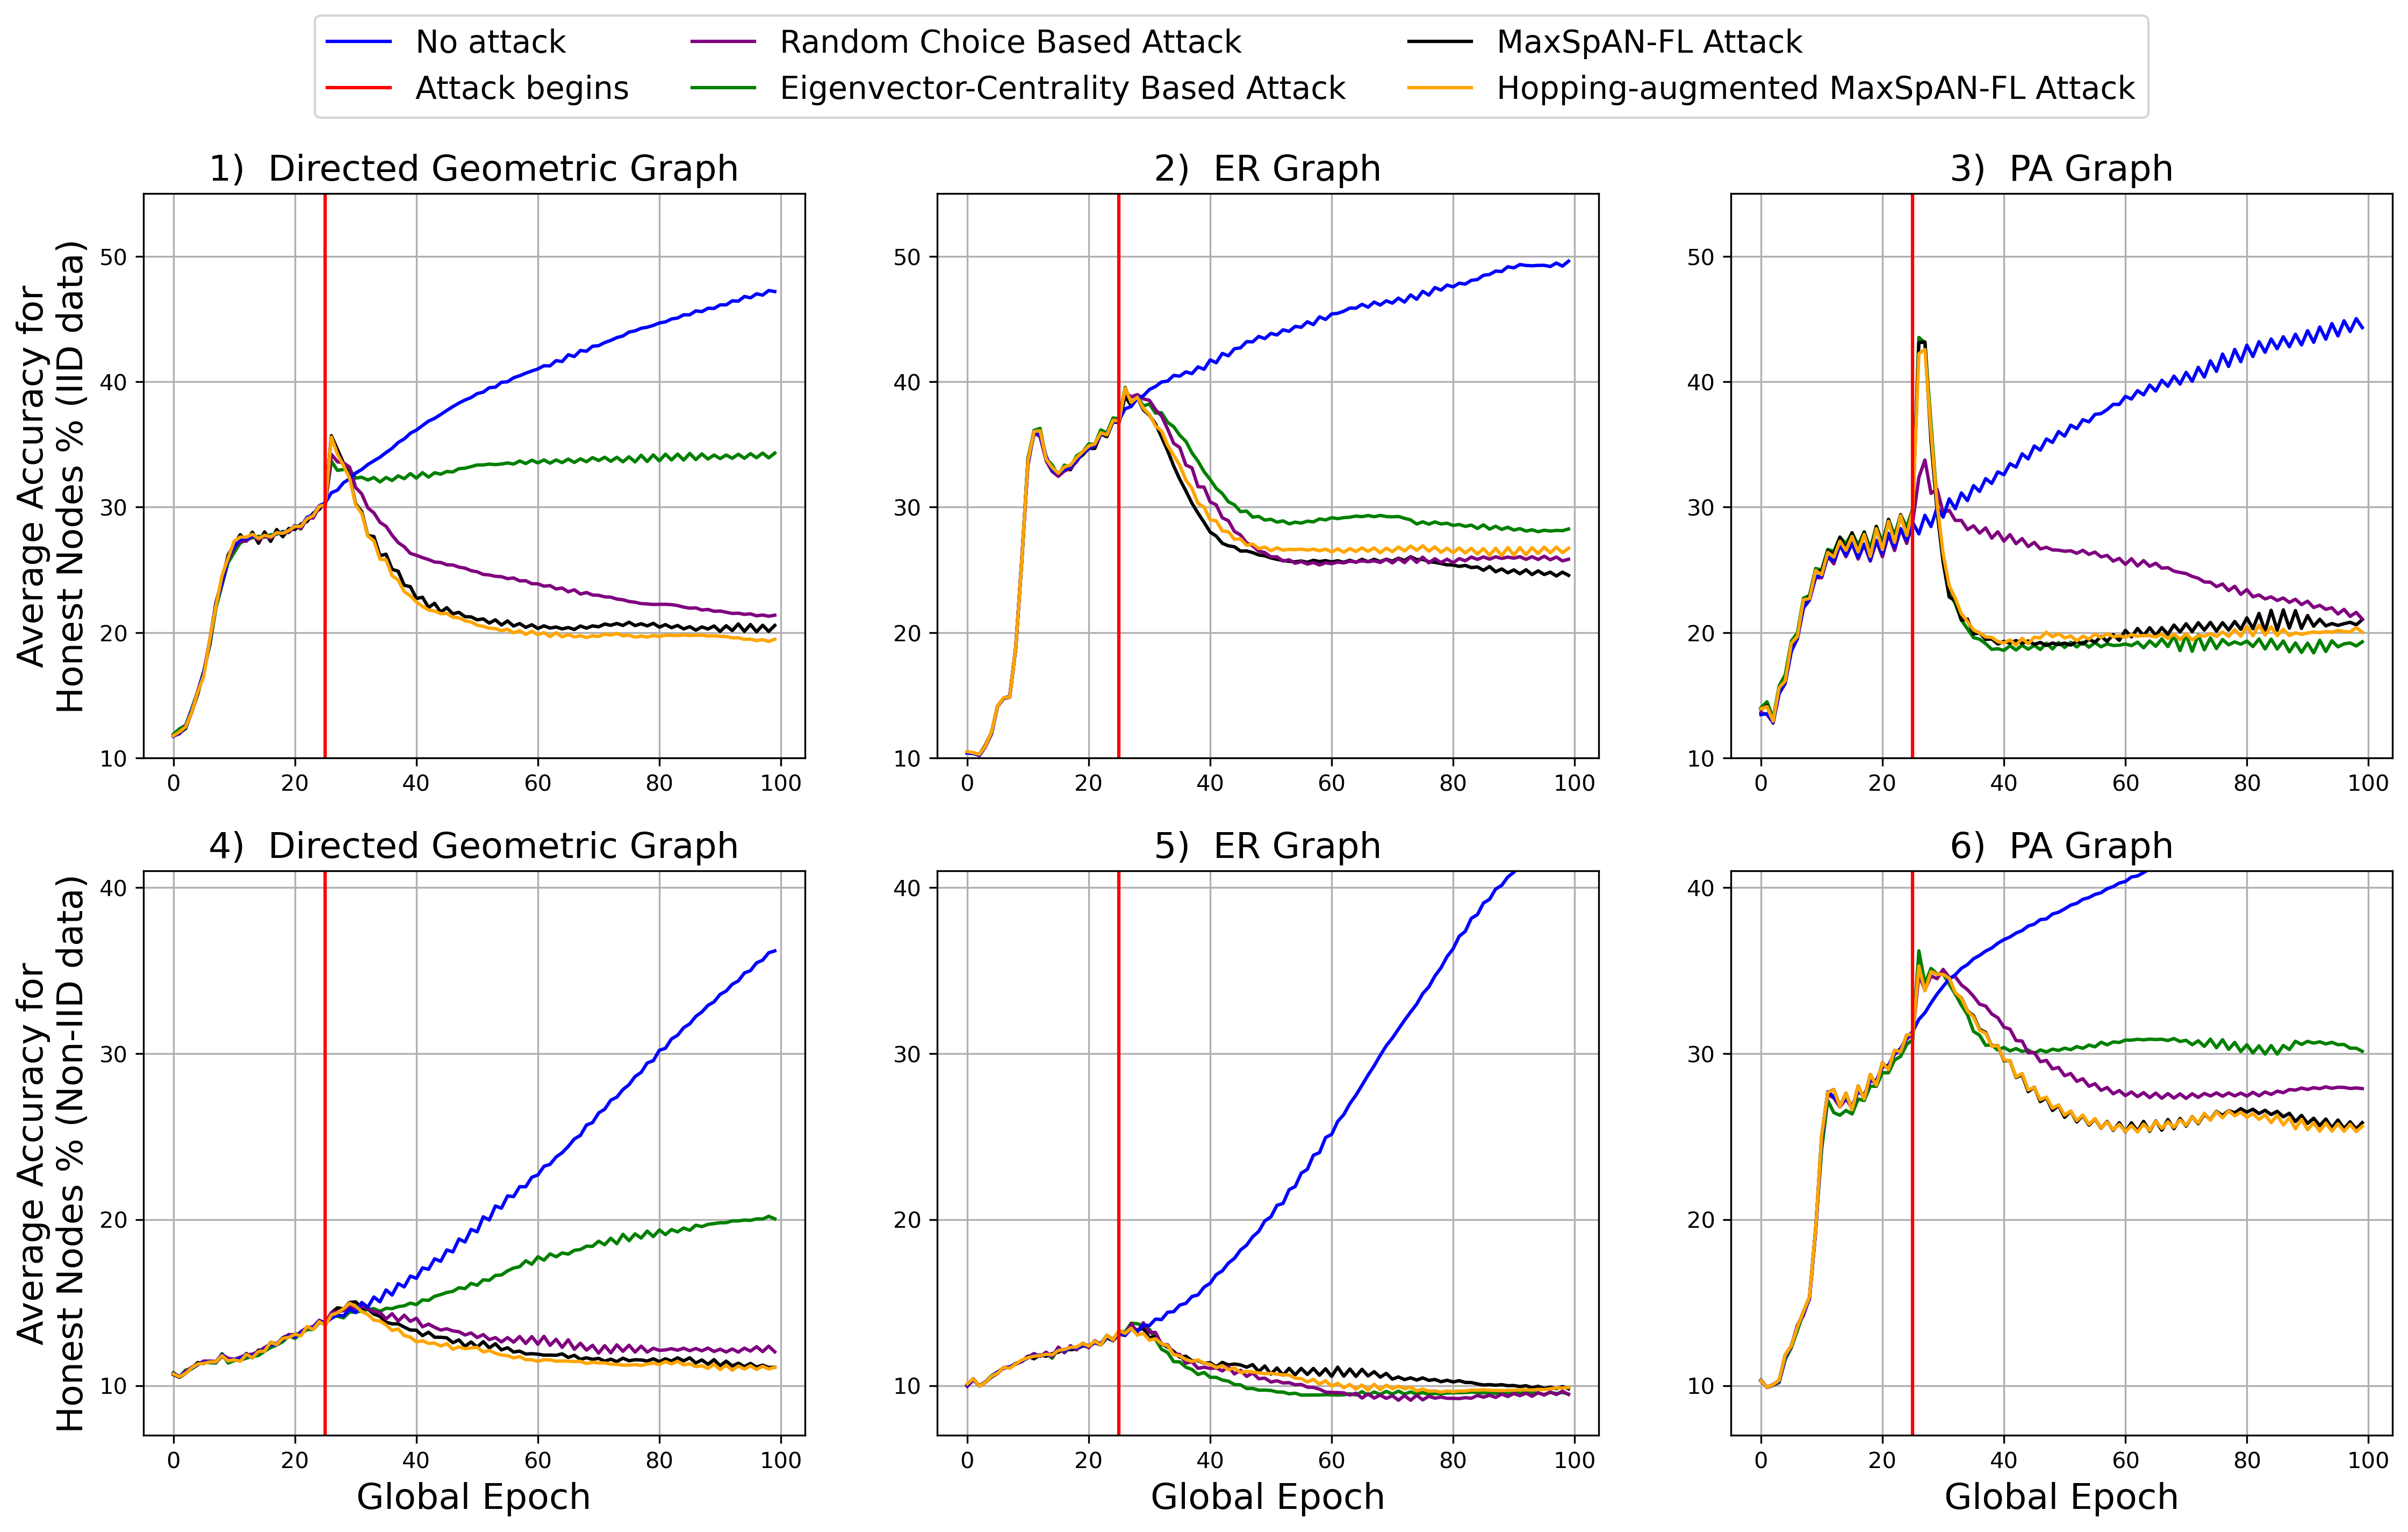 No attack
Attack begins
Random Choice Based Attack
Eigenvector-Centrality Based Attack
MaxSpAN-FL Attack
Hopping-augmented MaxSpAN-FL Attack
1) Directed Geometric Graph
2) ER Graph
3) PA Graph
Average Accuracy for
Honest Nodes % (IID data)
50
40
30
20
10
0 20 40 60 80 100
50
40
30
20
10
0 20 40 60 80 100
50
40
30
20
10
0 20 40 60 80 100
4) Directed Geometric Graph
5) ER Graph
6) PA Graph
Average Accuracy for
Honest Nodes % (Non-IID data)
40
30
20
10
0 20 40 60 80 100
Global Epoch
40
30
20
10
0 20 40 60 80 100
Global Epoch
40
30
20
10
0 20 40 60 80 100
Global Epoch